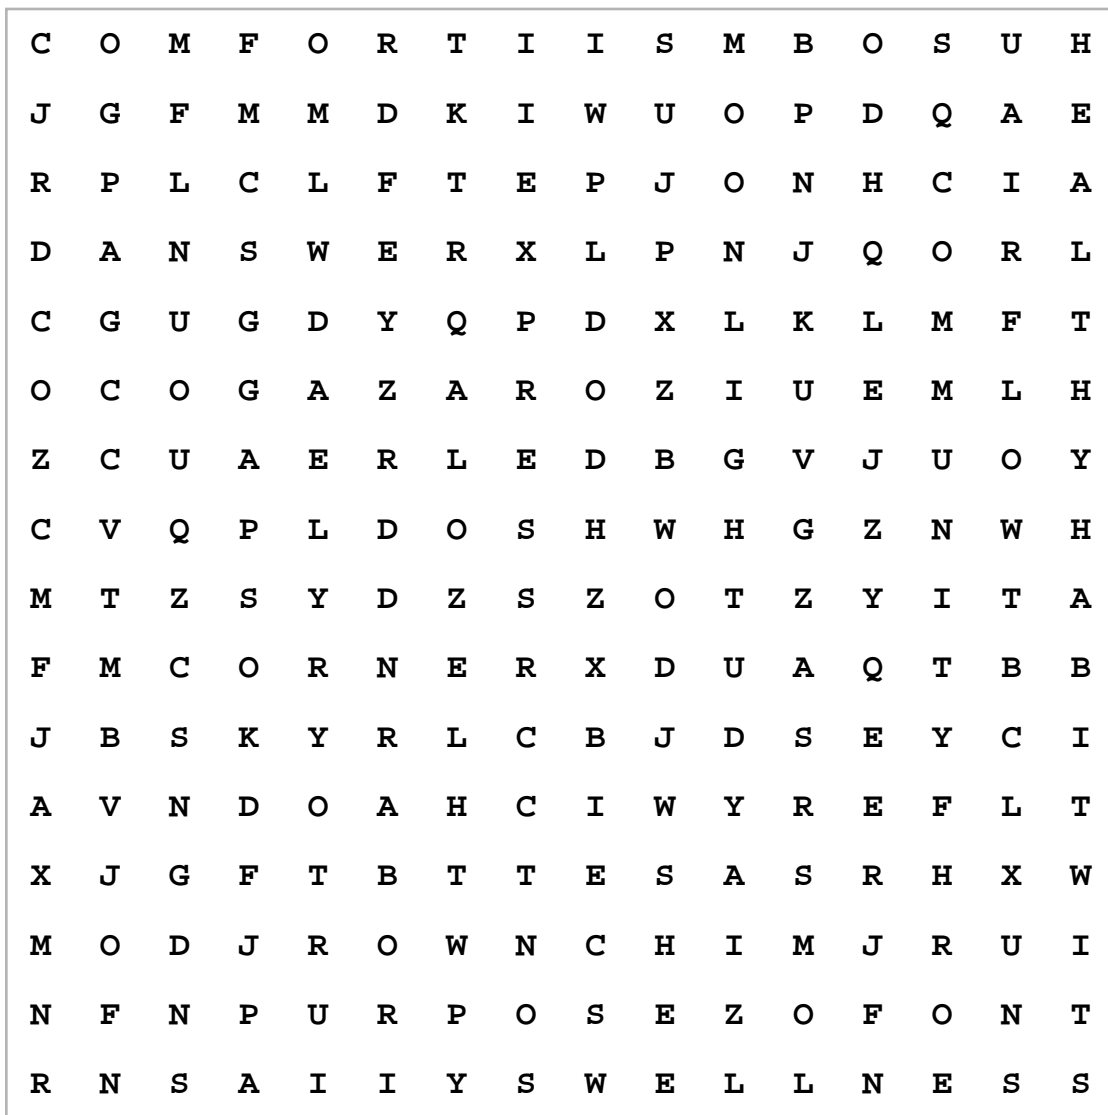 C O M F O R T I I S M B O S U H
J G F M M D K I W U O P D Q A E
R P L C L F T E P J O N H C I A
D A N S W E R X L P N J Q O R L
C G U G D Y Q P D X L K L M F T
O C O G A Z A R O Z I U E M L H
Z C U A E R L E D B G V J U O Y
C V Q P L D O S H W H G Z N W H
M T Z S Y D Z S Z O T Z Y I T A
F M C O R N E R X D U A Q T B B
J B S K Y R L C B J D S E Y C I
A V N D O A H C I W Y R E F L T
X J G F T B T T E S A S R H X W
M O D J R O W N C H I M J R U I
N F N P U R P O S E Z O F O N T
R N S A I I Y S W E L L N E S S